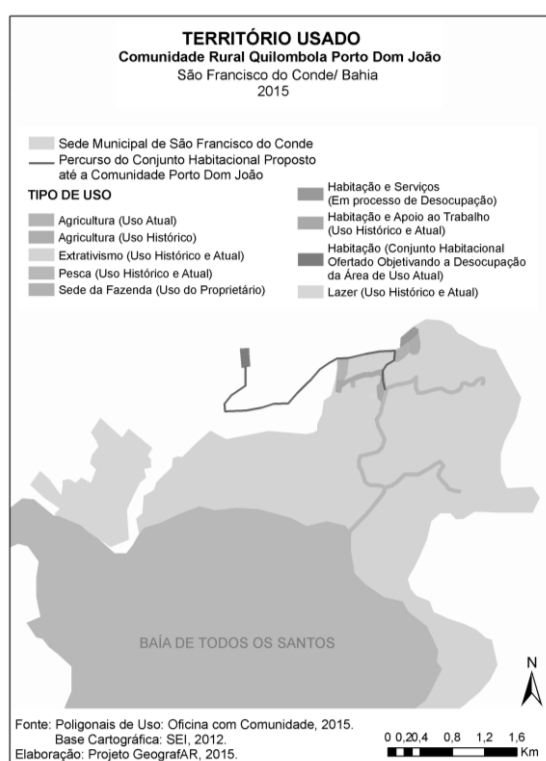 TERRITÓRIO USADO
Comunidade Rural Quilombola Porto Dom João
São Francisco do Conde/ Bahia
2015
Sede Municipal de São Francisco do Conde
Percurso do Conjunto Habitacional Proposto
até a Comunidade Porto Dom João
TIPO DE USO
Agricultura (Uso Atual)
Agricultura (Uso Histórico)
Extrativismo (Uso Histórico e Atual)
Pesca (Uso Histórico e Atual)
Sede da Fazenda (Uso do Proprietário)
Habitação e Serviços
(Em processo de Desocupação)
Habitação e Apoio ao Trabalho
(Uso Histórico e Atual)
Habitação (Conjunto Habitacional
Ofertado Objetivando a Desocupação
da Área de Uso Atual)
Lazer (Uso Histórico e Atual)
BAÍA DE TODOS OS SANTOS
N
Fonte: Poligonais de Uso: Oficina com Comunidade, 2015.
Base Cartográfica: SEI, 2012.
Elaboração: Projeto GeografAR, 2015.
0 0,20,4 0,8 1,2 1,6
Km